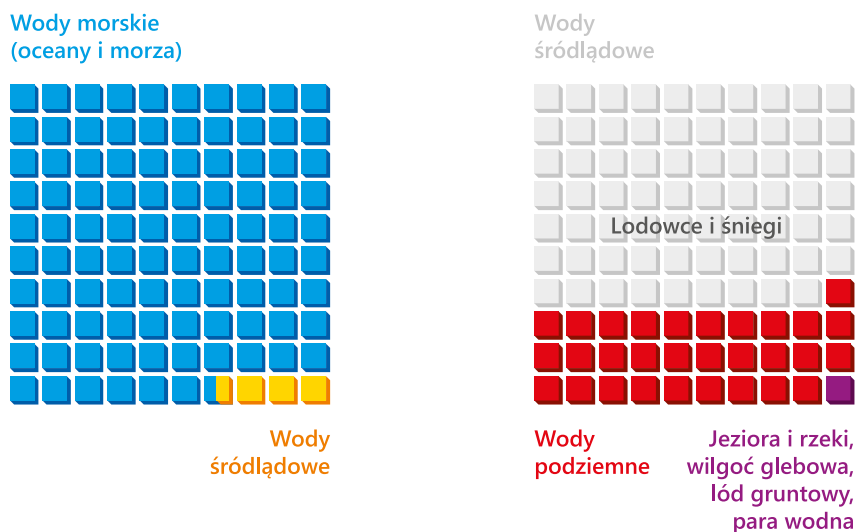 Wody morskie
(oceany i morza)
Wody
śródlądowe
Lodowce i śniegi
Wody
śródlądowe
Wody
podziemne
Jeziora i rzeki,
wilgoć glebowa,
lód gruntowy,
para wodna